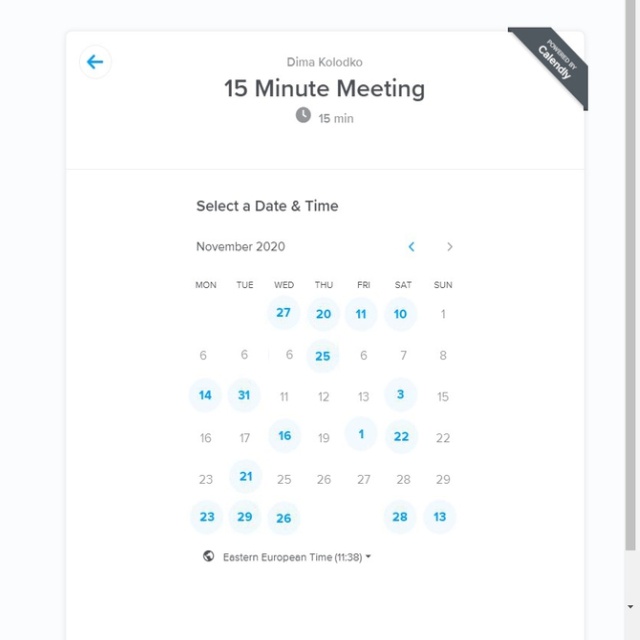 POWERED BY
Calendly
Dima Kolodko
15 Minute Meeting
15 min
Select a Date & Time
November 2020
MON TUE WED THU FRI SAT SUN
27 20 11 10 1
6 6 6 25 6 7 8
14 31 11 12 13 3 15
16 17 16 19 1 22 22
23 21 25 26 27 28 29
23 29 26 28 13
Eastern European Time (11:38)